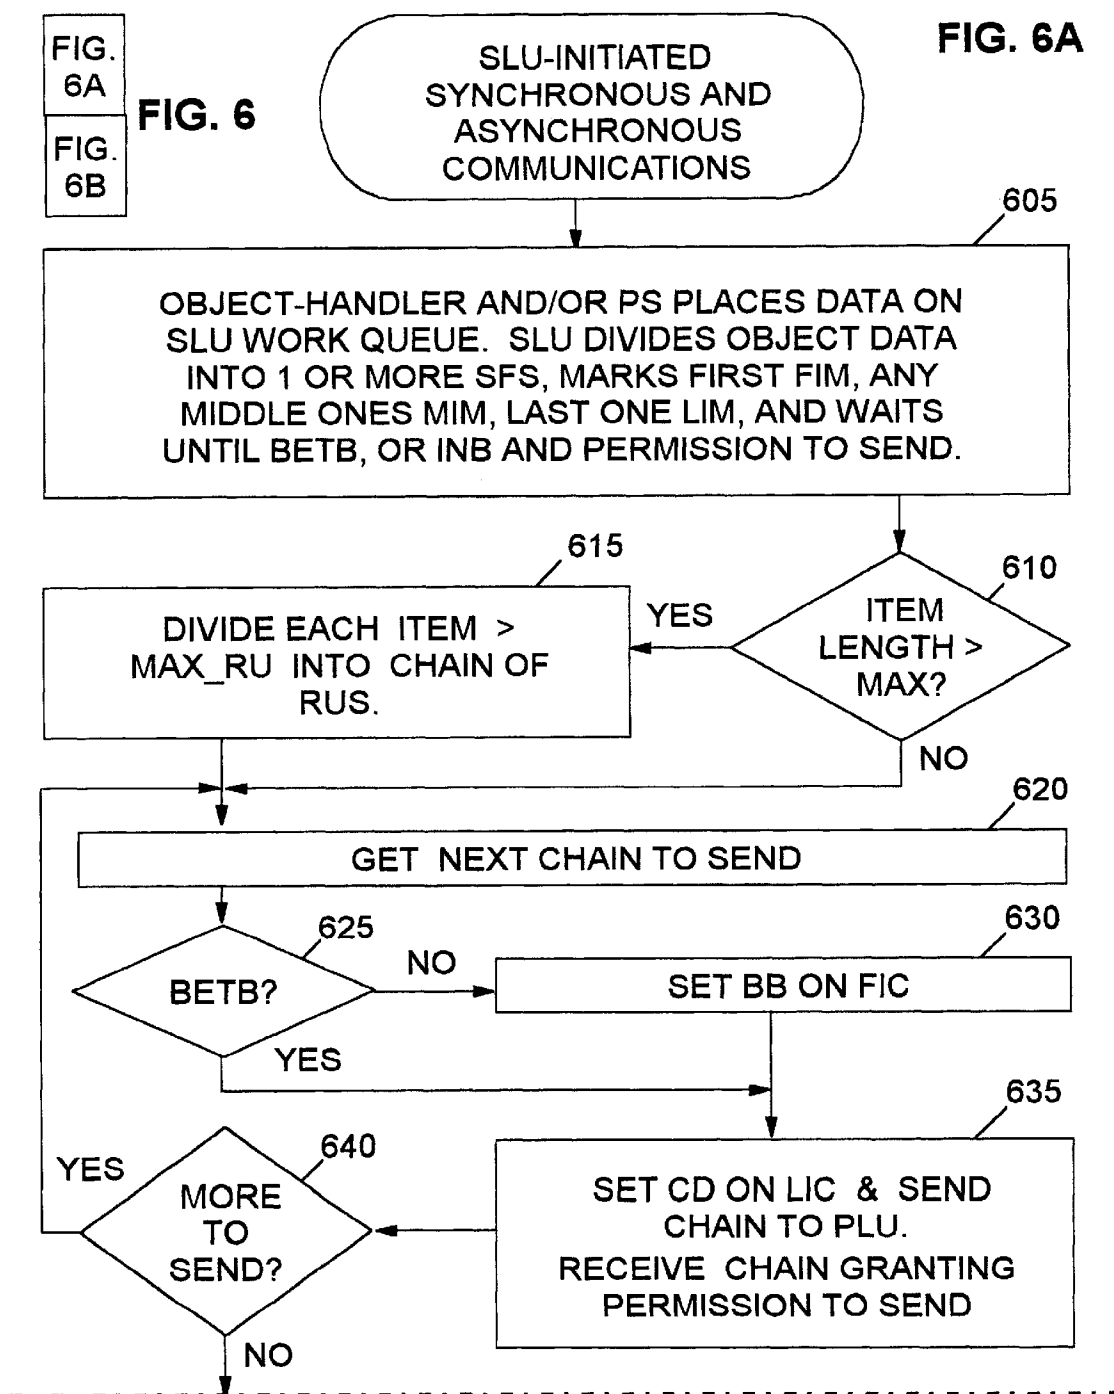 FIG.
6A
FIG.
6B
FIG. 6
FIG. 6A
SLU-INITIATED
SYNCHRONOUS AND
ASYNCHRONOUS
COMMUNICATIONS
605
OBJECT-HANDLER AND/OR PS PLACES DATA ON
SLU WORK QUEUE. SLU DIVIDES OBJECT DATA
INTO 1 OR MORE SFS, MARKS FIRST FIM, ANY
MIDDLE ONES MIM, LAST ONE LIM, AND WAITS
UNTIL BETB, OR INB AND PERMISSION TO SEND.
610
ITEM
LENGTH >
MAX?
YES
NO
615
DIVIDE EACH ITEM >
MAX_RU INTO CHAIN OF
RUS.
620
GET NEXT CHAIN TO SEND
625
BETB?
NO
YES
630
SET BB ON FIC
635
SET CD ON LIC & SEND
CHAIN TO PLU.
RECEIVE CHAIN GRANTING
PERMISSION TO SEND
640
MORE
TO
SEND?
YES
NO